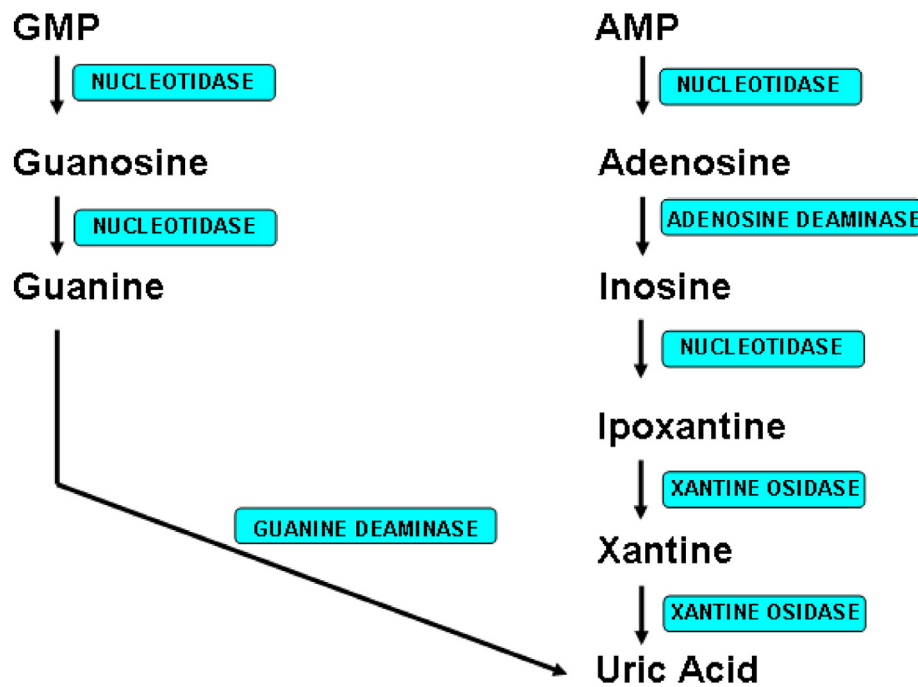 GMP
NUCLEOTIDASE
Guanosine
NUCLEOTIDASE
Guanine
GUANINE DEAMINASE
AMP
NUCLEOTIDASE
Adenosine
ADENOSINE DEAMINASE
Inosine
NUCLEOTIDASE
Ipoxantine
XANTINE OSIDASE
Xantine
XANTINE OSIDASE
Uric Acid